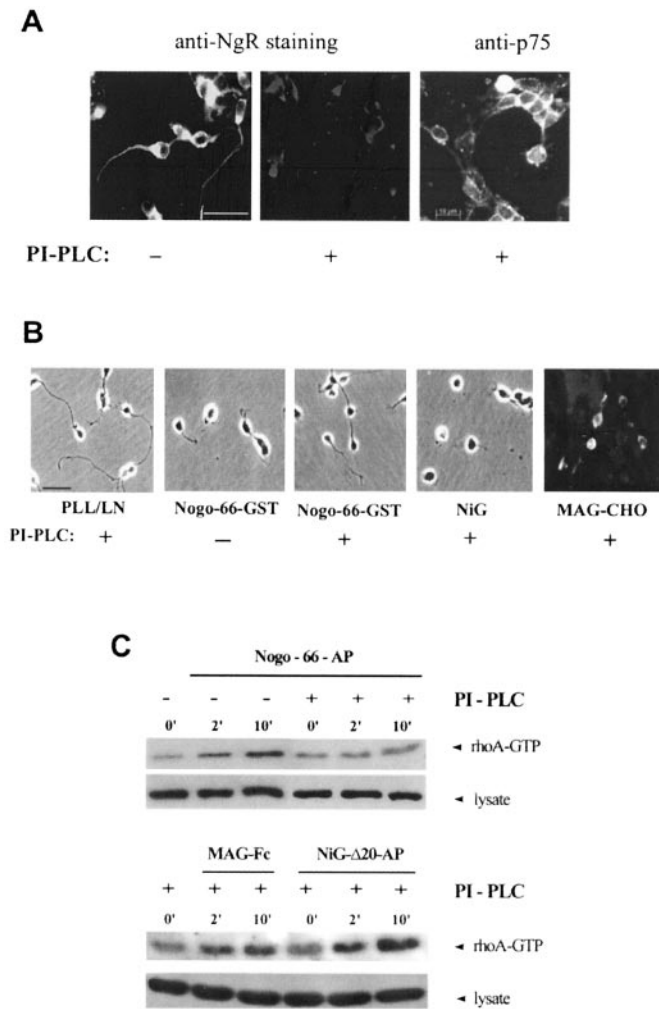 A
anti-NgR staining anti-p75
PI-PLC: – + +
B
PLL/LN Nogo-66-GST Nogo-66-GST NiG MAG-CHO
PI-PLC: + – + + +
C
Nogo - 66 - AP
- - - + + + PI - PLC
0' 2' 10' 0' 2' 10'
◄ rhoA-GTP
◄ lysate
MAG-Fc NiG-Δ20-AP
+ + + + + + PI - PLC
0' 2' 10' 0' 2' 10'
◄ rhoA-GTP
◄ lysate